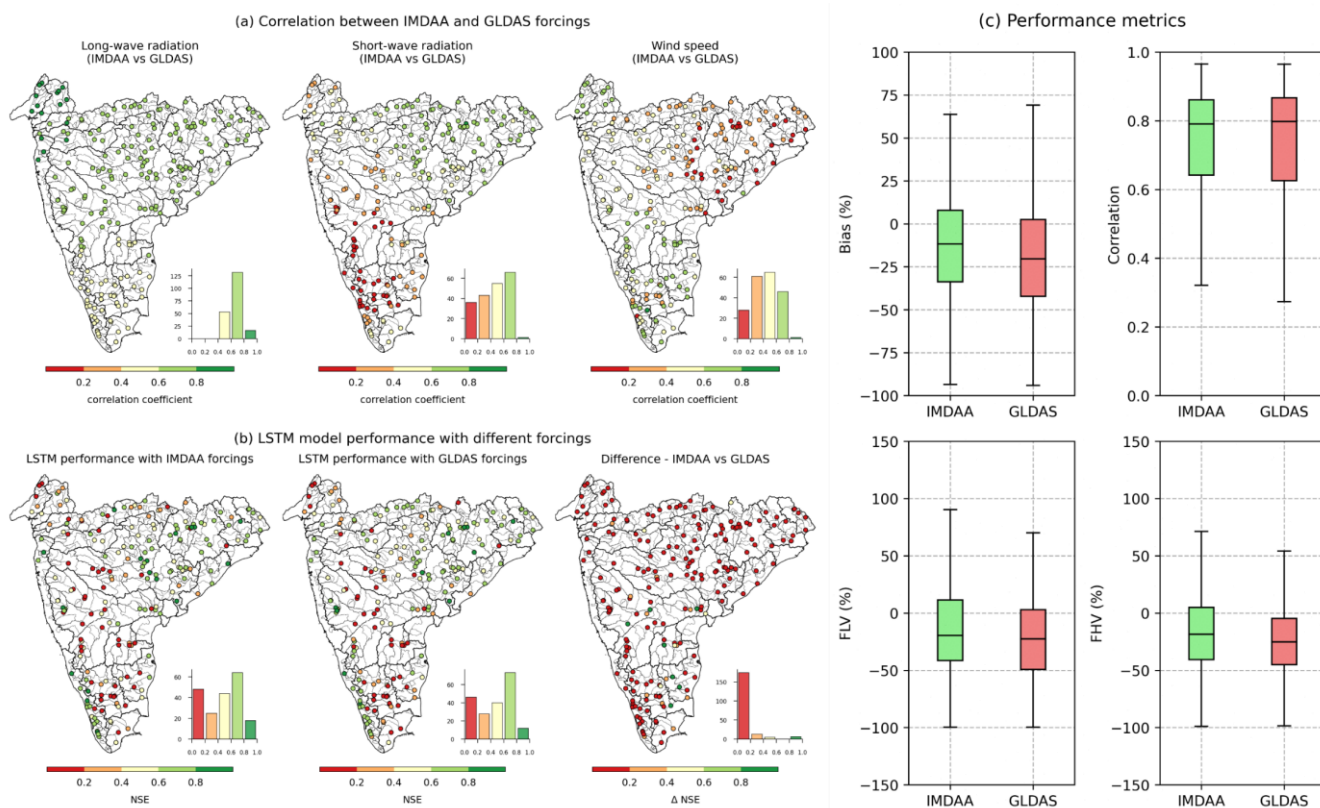 (a) Correlation between IMDAA and GLDAS forcings
Long-wave radiation
(IMDAA vs GLDAS)
Short-wave radiation
(IMDAA vs GLDAS)
Wind speed
(IMDAA vs GLDAS)
125
100
75
50
25
0
0.0 0.2 0.4 0.6 0.8 1.0
60
40
20
0
0.0 0.2 0.4 0.6 0.8 1.0
60
40
20
0
0.0 0.2 0.4 0.6 0.8 1.0
0.2 0.4 0.6 0.8
correlation coefficient
0.2 0.4 0.6 0.8
correlation coefficient
0.2 0.4 0.6 0.8
correlation coefficient
(b) LSTM model performance with different forcings
LSTM performance with IMDAA forcings
LSTM performance with GLDAS forcings
Difference - IMDAA vs GLDAS
60
40
20
0
0.0 0.2 0.4 0.6 0.8 1.0
60
40
20
0
0.0 0.2 0.4 0.6 0.8 1.0
150
100
50
0
0.0 0.2 0.4 0.6 0.8 1.0
0.2 0.4 0.6 0.8
NSE
0.2 0.4 0.6 0.8
NSE
0.2 0.4 0.6 0.8
Δ NSE
(c) Performance metrics
100
75
50
25
0
−25
−50
−75
−100
Bias (%)
IMDAA GLDAS
1.0
0.8
0.6
0.4
0.2
0.0
Correlation
IMDAA GLDAS
150
100
50
0
−50
−100
−150
FLV (%)
IMDAA GLDAS
150
100
50
0
−50
−100
−150
FHV (%)
IMDAA GLDAS